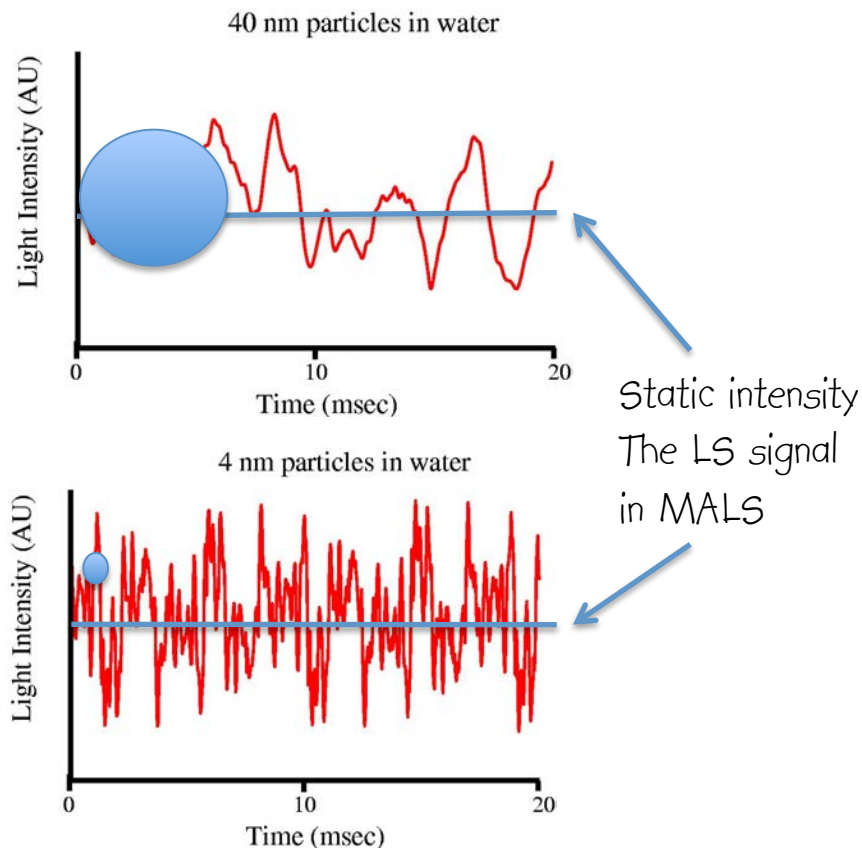 40 nm particles in water
Light Intensity (AU)
0
10
20
Time (msec)
Static intensity
The LS signal
in MALS
4 nm particles in water
Light Intensity (AU)
0
10
20
Time (msec)